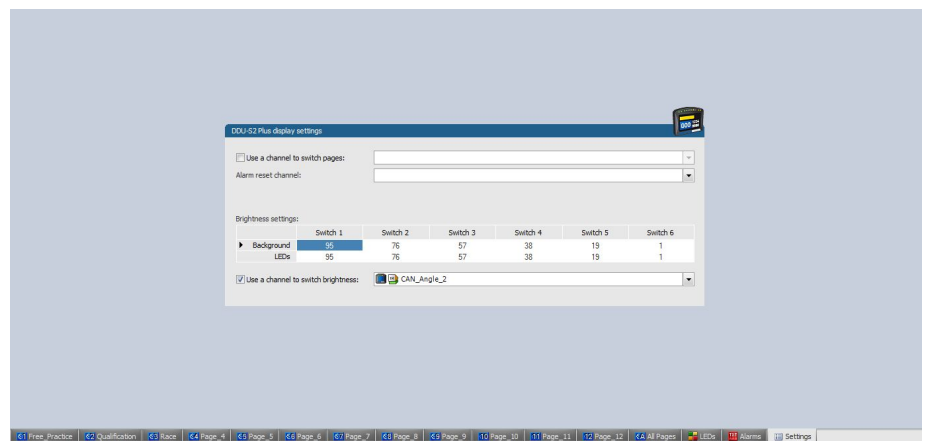 DDU-S2 Plus display settings
Use a channel to switch pages:
Alarm reset channel:
Brightness settings:
Switch 1 Switch 2 Switch 3 Switch 4 Switch 5 Switch 6
Background 95 76 57 38 19 1
LEDs 95 76 57 38 19 1
Use a channel to switch brightness: CAN_Angle_2
1 Free_Practice 2 Qualification 3 Race 4 Page_4 5 Page_5 6 Page_6 7 Page_7 8 Page_8 9 Page_9 10 Page_10 11 Page_11 12 Page_12 A All Pages LEDs Alarms Settings